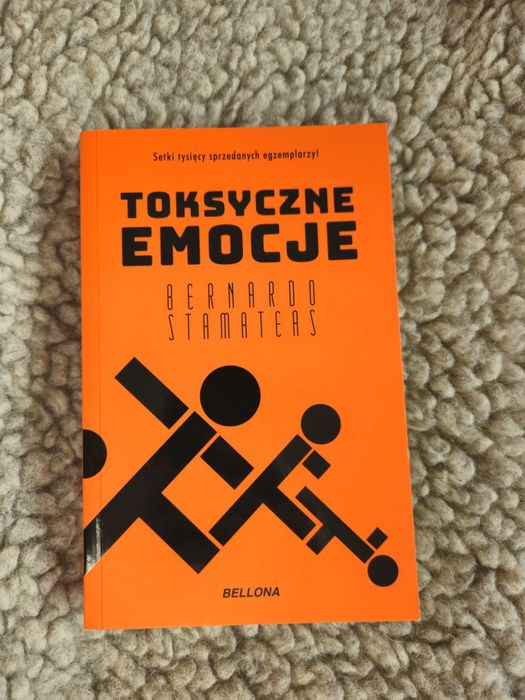 Setki tysięcy sprzedanych egzemplarzy!
TOKSYCZNE
EMOCJE
BERNARDO
STAMATEAS
BELLONA